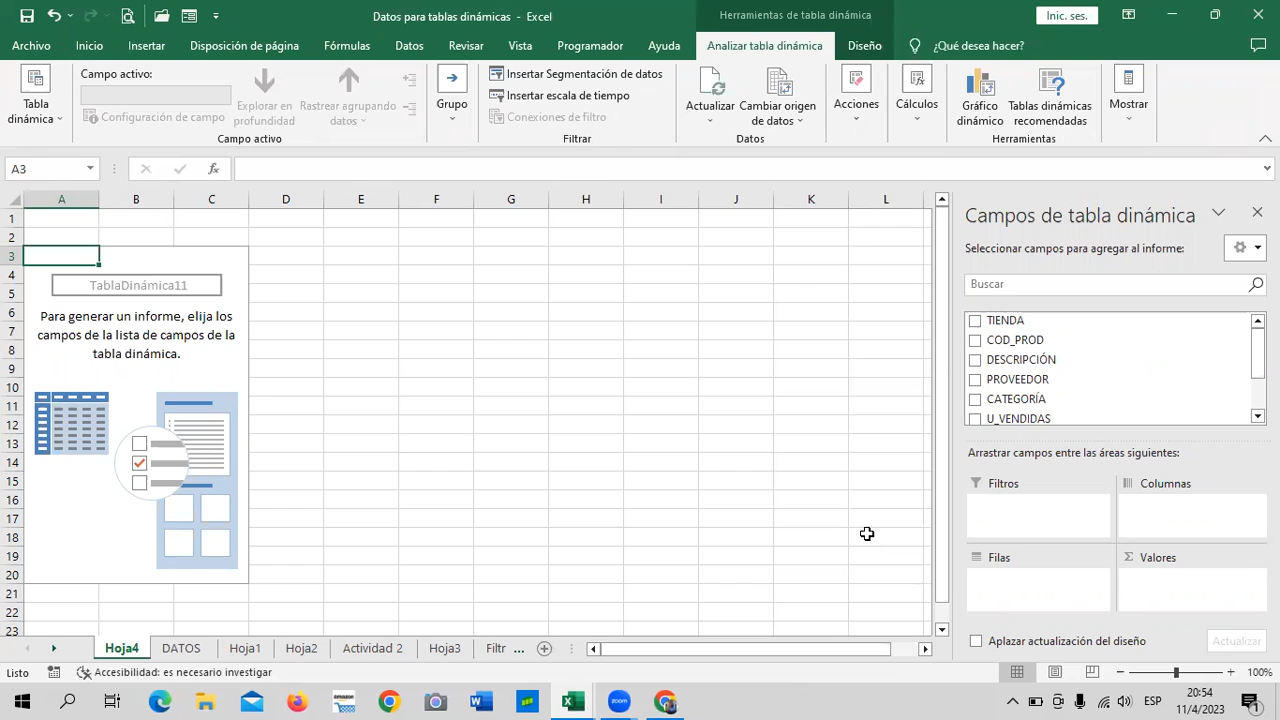 Datos para tablas dinámicas - Excel
Herramientas de tabla dinámica
Inic. ses.
Archivo Inicio Insertar Disposición de página Fórmulas Datos Revisar Vista Programador Ayuda Analizar tabla dinámica Diseño ¿Qué desea hacer?
Tabla dinámica
Campo activo:
Configuración de campo
Explorar en profundidad
Rastrear agrupando datos
Campo activo
Grupo
Insertar Segmentación de datos
Insertar escala de tiempo
Conexiones de filtro
Filtrar
Actualizar
Cambiar origen de datos
Datos
Acciones
Cálculos
Gráfico dinámico
Tablas dinámicas recomendadas
Herramientas
Mostrar
A3
fx
A B C D E F G H I J K L
1
2
3
4
5
6
7
8
9
10
11
12
13
14
15
16
17
18
19
20
21
22
23
TablaDinámica11
Para generar un informe, elija los
campos de la lista de campos de la
tabla dinámica.
Campos de tabla dinámica
Seleccionar campos para agregar al informe:
Buscar
TIENDA
COD_PROD
DESCRIPCIÓN
PROVEEDOR
CATEGORÍA
U_VENDIDAS
Arrastrar campos entre las áreas siguientes:
Filtros
Columnas
Filas
Σ Valores
Aplazar actualización del diseño
Actualizar
Hoja4 DATOS Hoja1 Hoja2 Actividad 2 Hoja3 Filtr ...
Listo
Accesibilidad: es necesario investigar
100%
amazon
zoom
ESP
20:54
11/4/2023
1